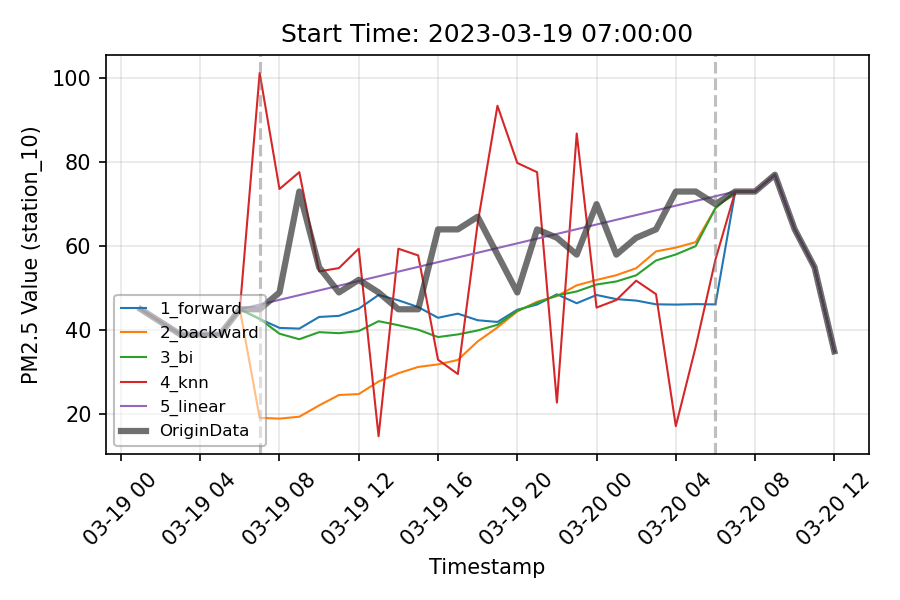 Start Time: 2023-03-19 07:00:00
PM2.5 Value (station_10)
100
80
60
40
20
1_forward
2_backward
3_bi
4_knn
5_linear
OriginData
03-19 00
03-19 04
03-19 08
03-19 12
03-19 16
03-19 20
03-20 00
03-20 04
03-20 08
03-20 12
Timestamp